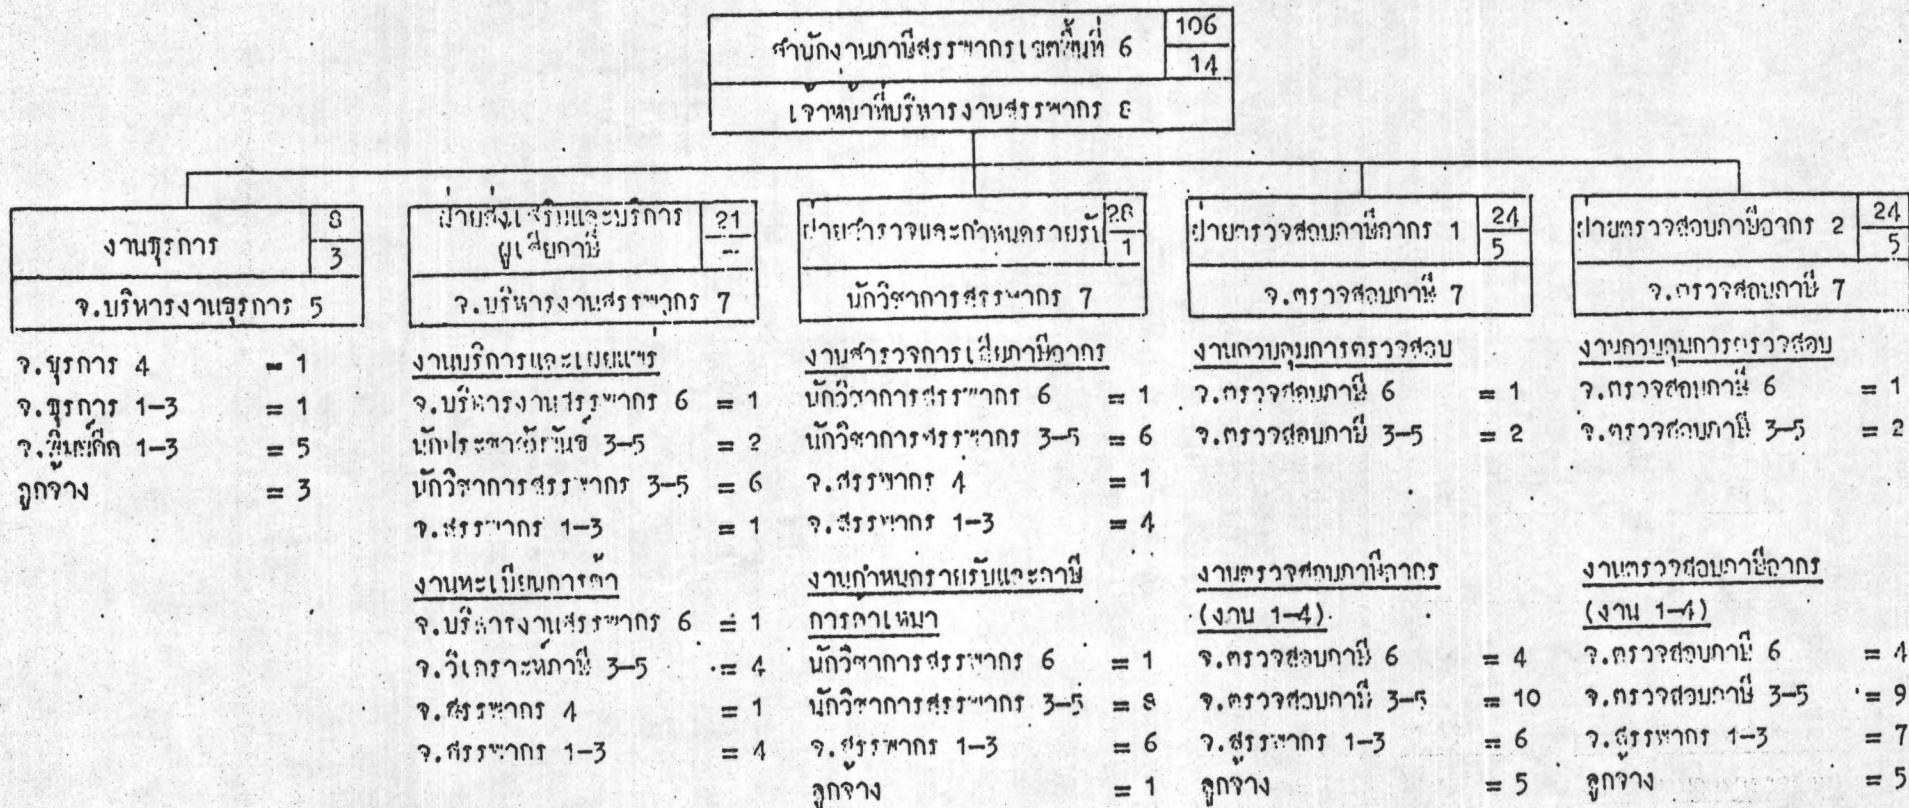 สำนักงานภาษีสรรพากรเขตพื้นที่ 6
106
14
เจ้าหน้าที่บริหารงานสรรพากร 8
งานธุรการ
8
3
จ.บริหารงานธุรการ 5
จ.ธุรการ 4 = 1
จ.ธุรการ 1-3 = 1
จ.พิมพ์ดีด 1-3 = 5
ลูกจ้าง = 3
ฝ่ายส่งเสริมและบริการ
ผู้เสียภาษี
21
-
จ.บริหารงานสรรพากร 7
งานบริการและเผยแพร่
จ.บริหารงานสรรพากร 6 = 1
นักประชาสัมพันธ์ 3-5 = 2
นักวิชาการสรรพากร 3-5 = 6
จ.สรรพากร 1-3 = 1
งานทะเบียนการค้า
จ.บริหารงานสรรพากร 6 = 1
จ.วิเคราะห์ภาษี 3-5 = 4
จ.สรรพากร 4 = 1
จ.สรรพากร 1-3 = 4
ฝ่ายสำรวจและกำหนดรายรับ
28
1
นักวิชาการสรรพากร 7
งานสำรวจการเสียภาษีอากร
นักวิชาการสรรพากร 6 = 1
นักวิชาการสรรพากร 3-5 = 6
จ.สรรพากร 4 = 1
จ.สรรพากร 1-3 = 4
งานกำหนดรายรับและภาษี
การค้าเหมา
นักวิชาการสรรพากร 6 = 1
นักวิชาการสรรพากร 3-5 = 8
จ.สรรพากร 1-3 = 6
ลูกจ้าง = 1
ฝ่ายตรวจสอบภาษีอากร 1
24
5
จ.ตรวจสอบภาษี 7
งานควบคุมการตรวจสอบ
จ.ตรวจสอบภาษี 6 = 1
จ.ตรวจสอบภาษี 3-5 = 2
งานตรวจสอบภาษีอากร
(งาน 1-4)
จ.ตรวจสอบภาษี 6 = 4
จ.ตรวจสอบภาษี 3-5 = 10
จ.สรรพากร 1-3 = 6
ลูกจ้าง = 5
ฝ่ายตรวจสอบภาษีอากร 2
24
5
จ.ตรวจสอบภาษี 7
งานควบคุมการตรวจสอบ
จ.ตรวจสอบภาษี 6 = 1
จ.ตรวจสอบภาษี 3-5 = 2
งานตรวจสอบภาษีอากร
(งาน 1-4)
จ.ตรวจสอบภาษี 6 = 4
จ.ตรวจสอบภาษี 3-5 = 9
จ.สรรพากร 1-3 = 7
ลูกจ้าง = 5